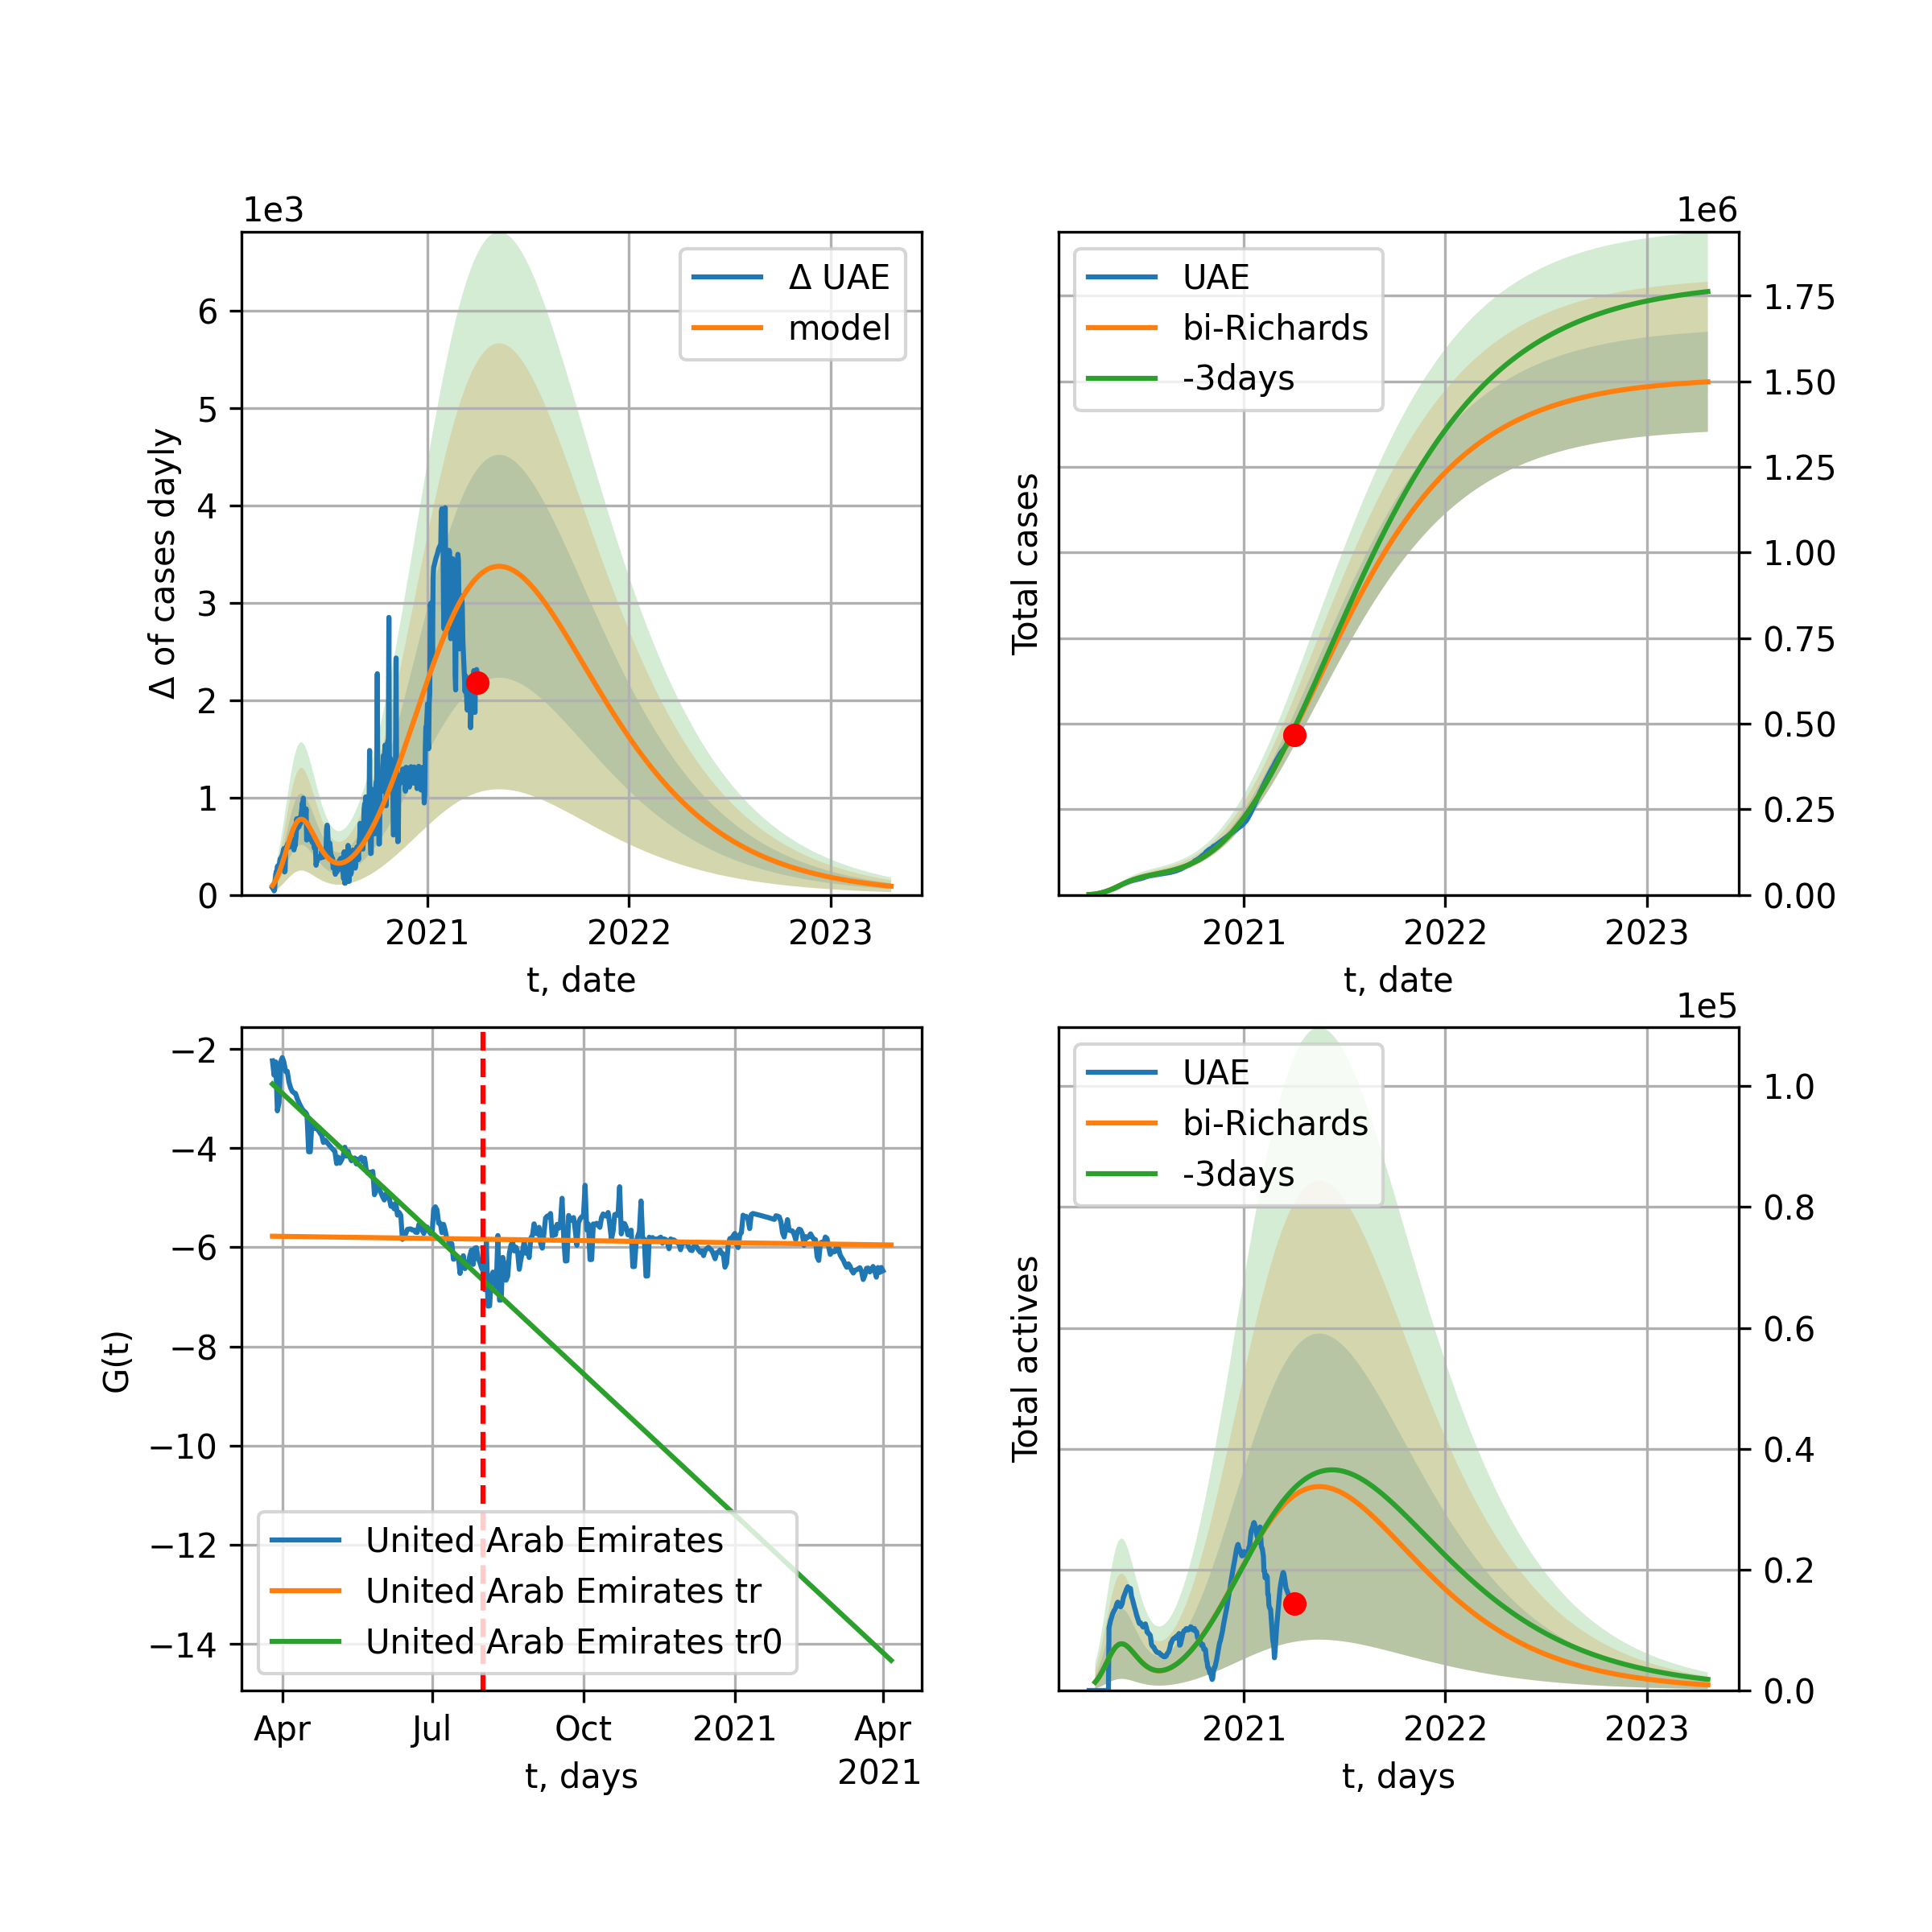 1e3
Δ of cases dayly
6
5
4
3
2
1
0
Δ UAE
model
2021 2022 2023
t, date
1e6
Total cases
UAE
bi-Richards
-3days
1.75
1.50
1.25
1.00
0.75
0.50
0.25
0.00
2021 2022 2023
t, date
G(t)
−2
−4
−6
−8
−10
−12
−14
United Arab Emirates
United Arab Emirates tr
United Arab Emirates tr0
Apr Jul Oct 2021 Apr
2021
t, days
1e5
Total actives
UAE
bi-Richards
-3days
1.0
0.8
0.6
0.4
0.2
0.0
2021 2022 2023
t, days